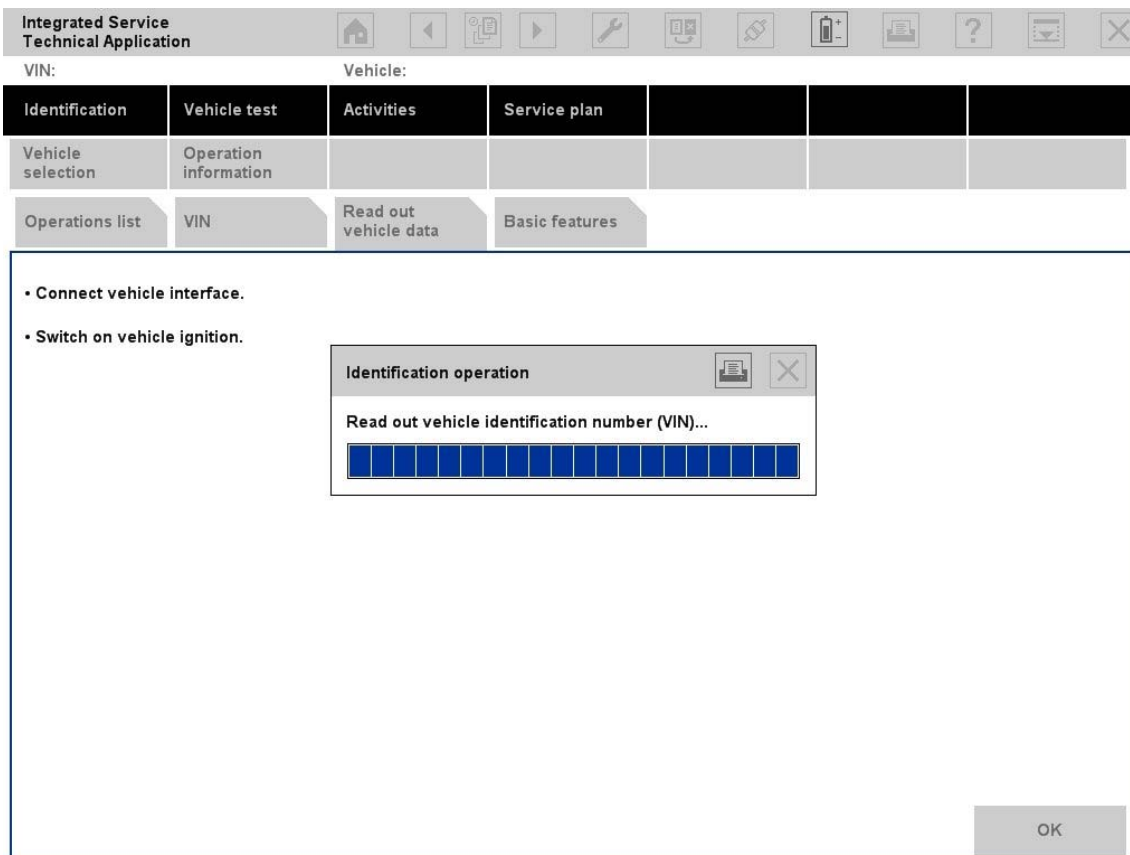 Integrated Service
Technical Application
?
VIN:
Vehicle:
Identification
Vehicle test
Activities
Service plan
Vehicle
selection
Operation
information
Operations list
VIN
Read out
vehicle data
Basic features
• Connect vehicle interface.
• Switch on vehicle ignition.
Identification operation
Read out vehicle identification number (VIN)...
OK